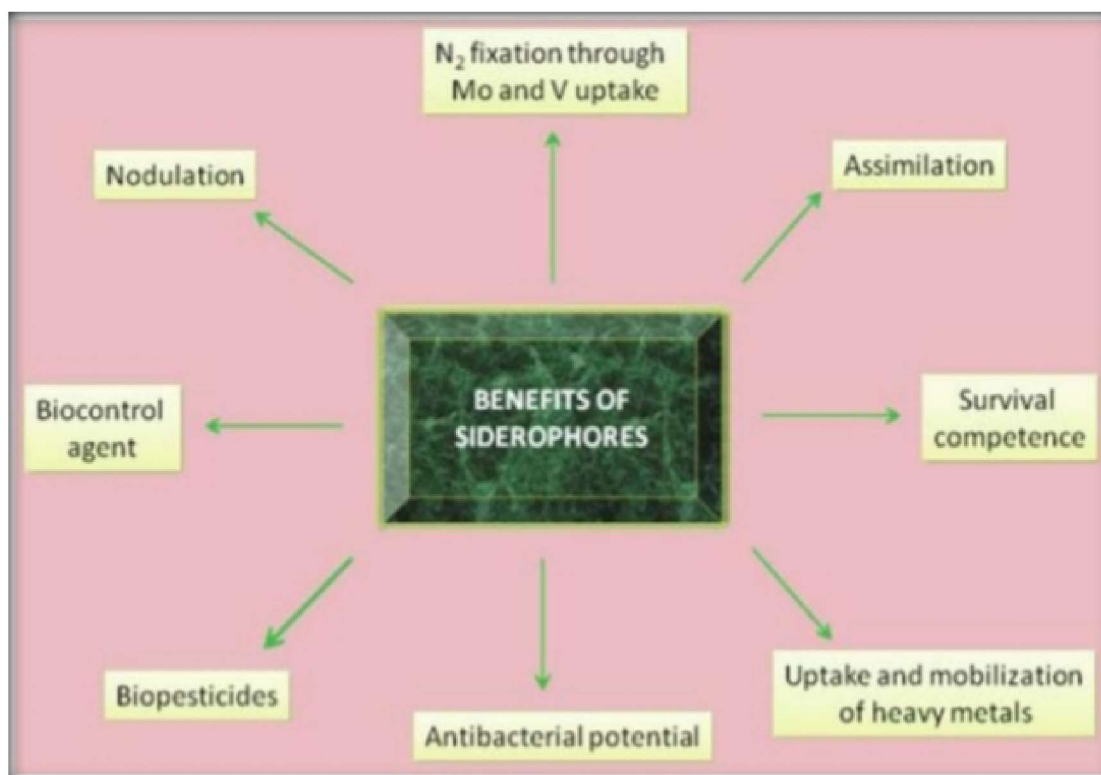 N₂ fixation through
Mo and V uptake
Nodulation
Assimilation
BENEFITS OF
SIDEROPHORES
Biocontrol
agent
Survival
competence
Biopesticides
Antibacterial potential
Uptake and mobilization
of heavy metals